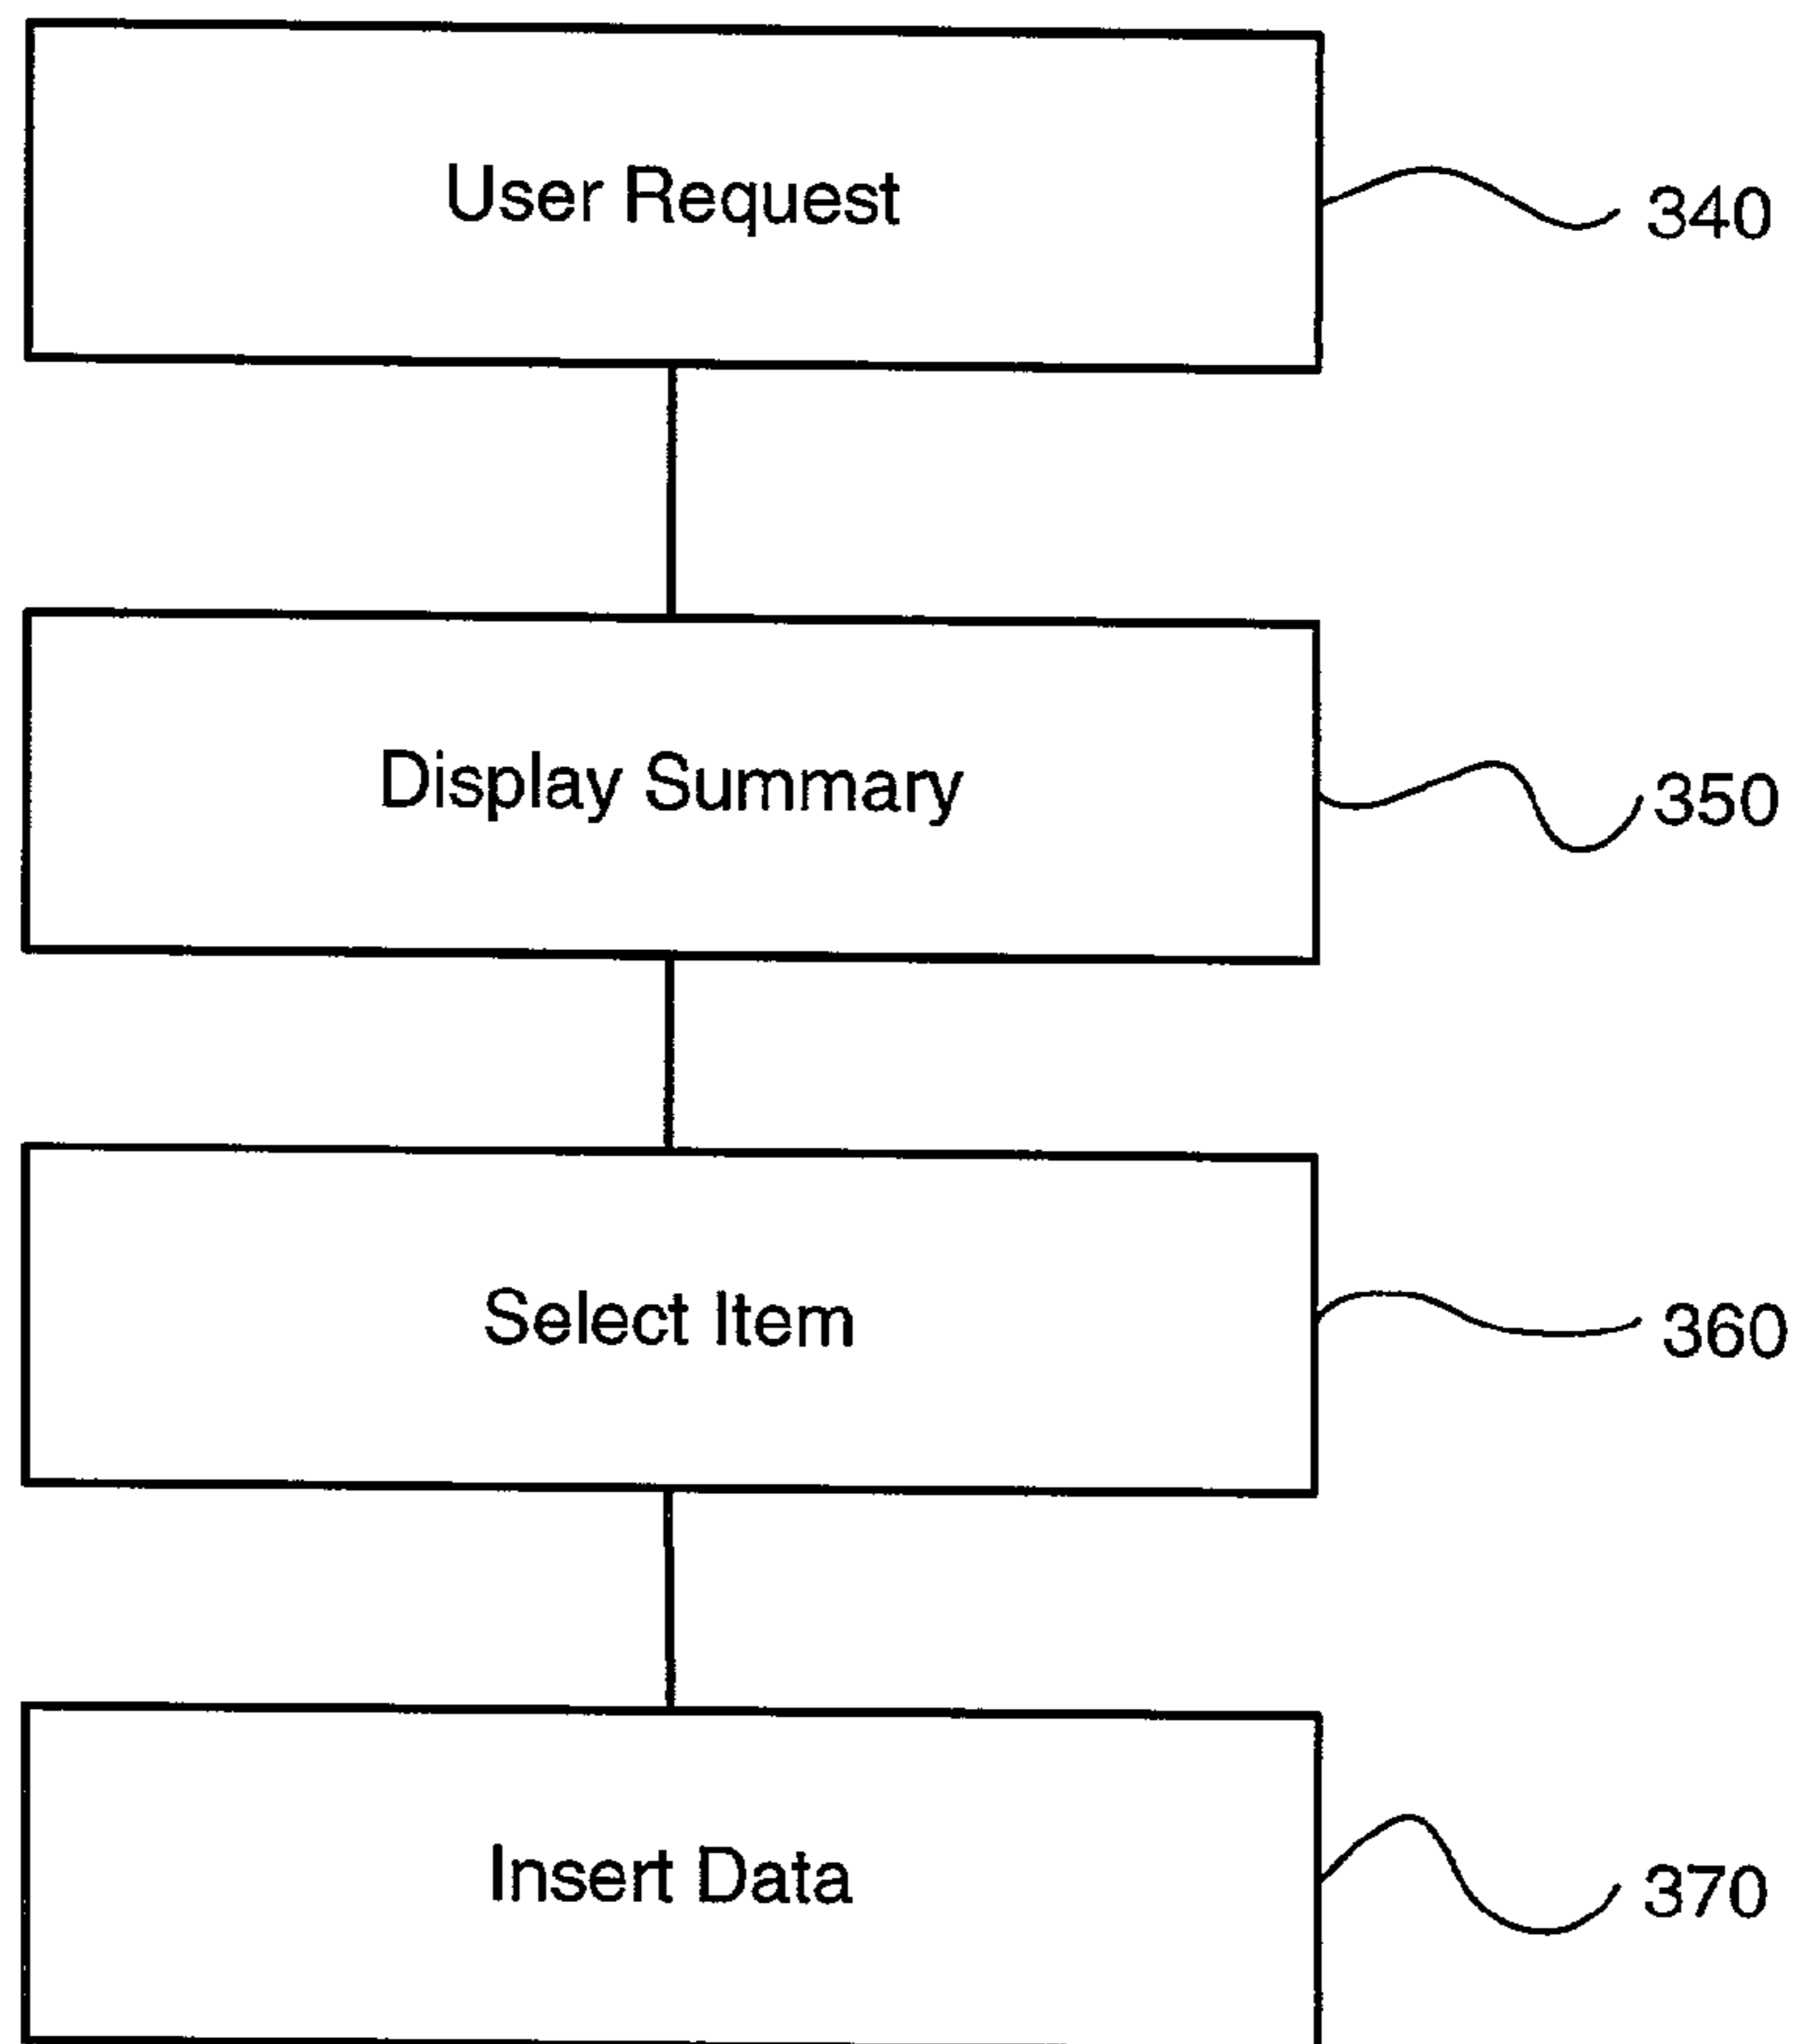 User Request
340
Display Summary
350
Select Item
360
Insert Data
370